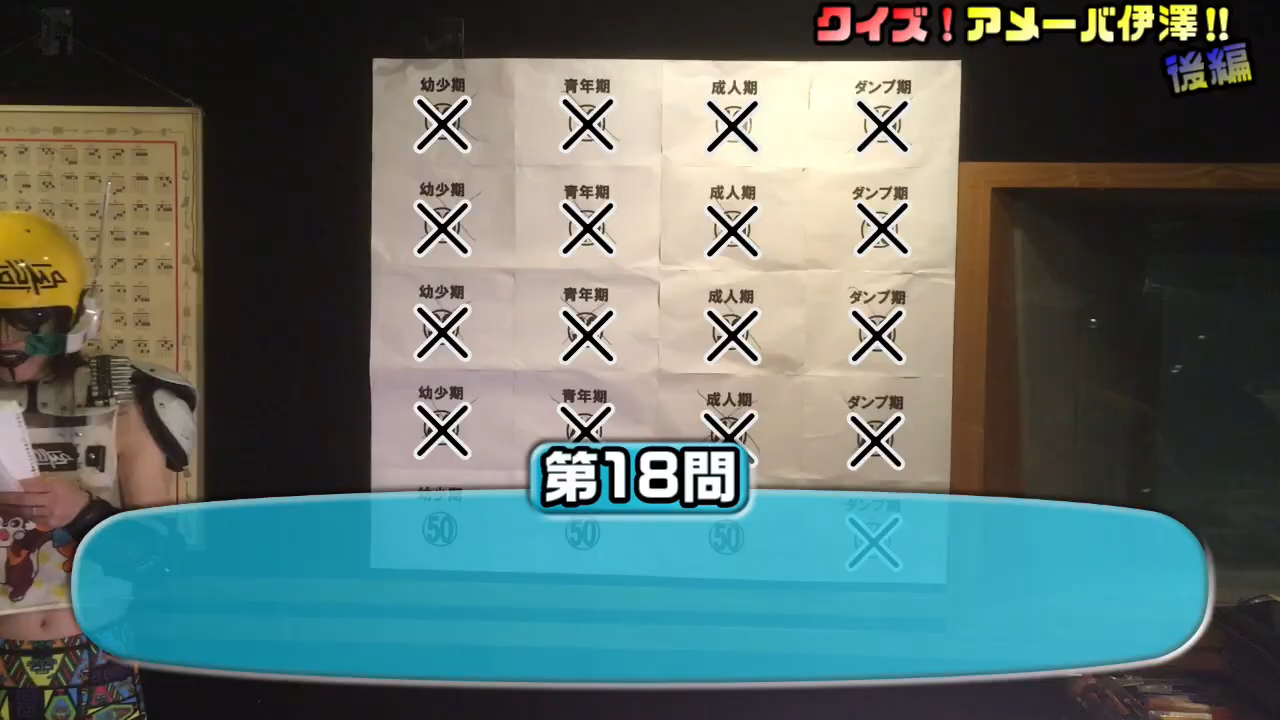 クイズ!アメーバ伊澤!!
後編
幼少期 青年期 成人期 ダンプ期
幼少期 青年期 成人期 ダンプ期
幼少期 青年期 成人期 ダンプ期
幼少期 青年期 成人期 ダンプ期
第18問
幼少期 ダンプ期
50 50 50